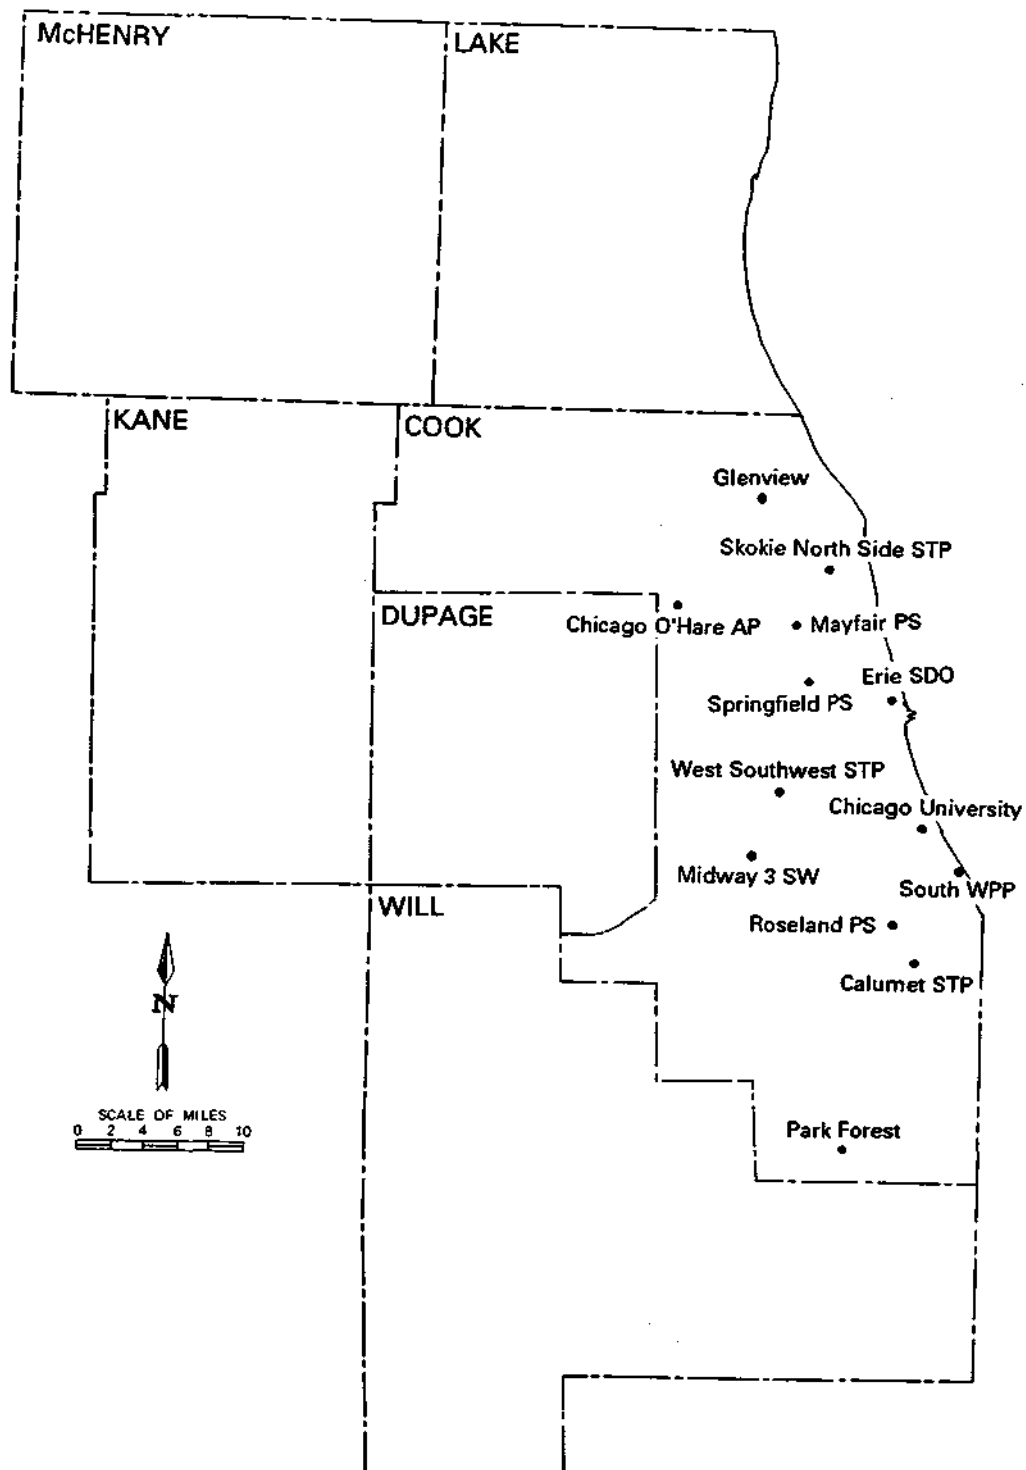 McHENRY
LAKE
KANE
COOK
Glenview
Skokie North Side STP
DUPAGE
Chicago O'Hare AP
Mayfair PS
Erie SDO
Springfield PS
West Southwest STP
Chicago University
Midway 3 SW
South WPP
WILL
Roseland PS
Calumet STP
N
SCALE OF MILES
0 2 4 6 8 10
Park Forest